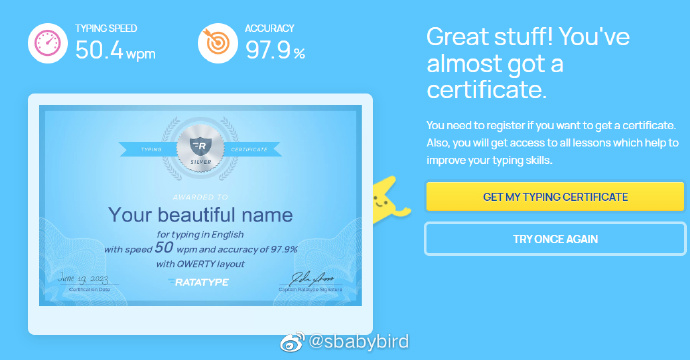 TYPING SPEED
50.4 wpm
ACCURACY
97.9 %
TYPING
R
CERTIFICATE
SILVER
AWARDED TO
Your beautiful name
for typing in English
with speed 50 wpm and accuracy of 97.9%
with QWERTY layout
RATATYPE
June 19, 2023
Great stuff! You've
almost got a
certificate.
You need to register if you want to get a certificate.
Also, you will get access to all lessons which help to
improve your typing skills.
GET MY TYPING CERTIFICATE
TRY ONCE AGAIN
@sbabybird